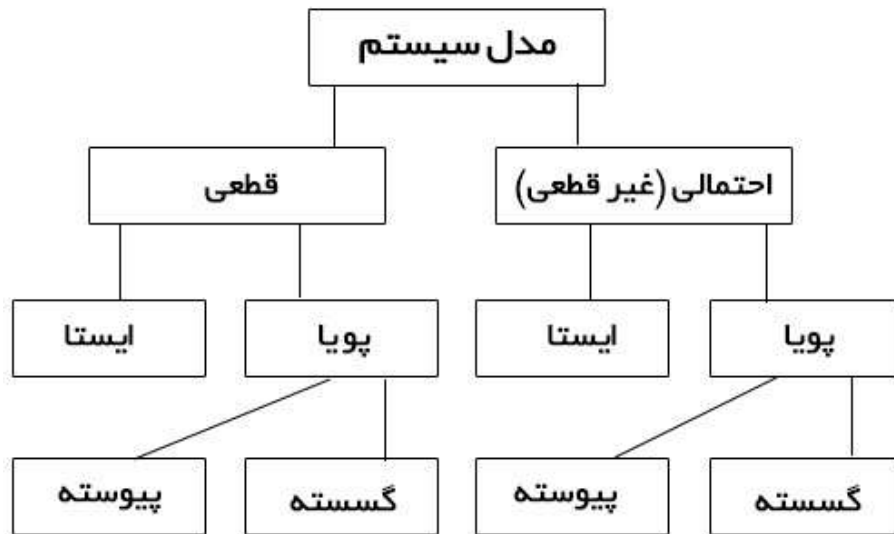 مدل سیستم
احتمالی (غیر قطعی)
قطعی
پویا
ایستا
پویا
ایستا
گسسته
پیوسته
گسسته
پیوسته